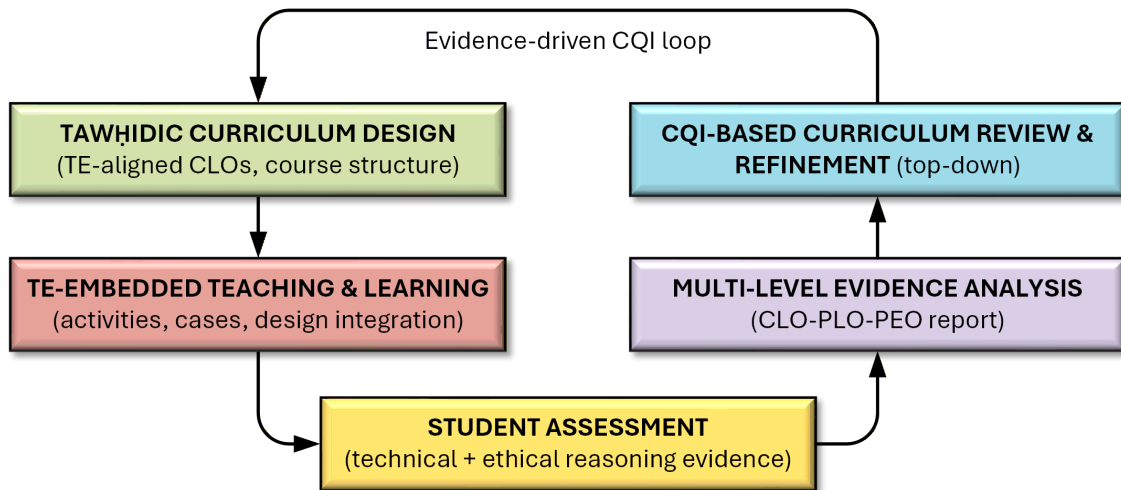 Evidence-driven CQI loop
TAWḤIDIC CURRICULUM DESIGN
(TE-aligned CLOs, course structure)
CQI-BASED CURRICULUM REVIEW &
REFINEMENT (top-down)
TE-EMBEDDED TEACHING & LEARNING
(activities, cases, design integration)
MULTI-LEVEL EVIDENCE ANALYSIS
(CLO-PLO-PEO report)
STUDENT ASSESSMENT
(technical + ethical reasoning evidence)